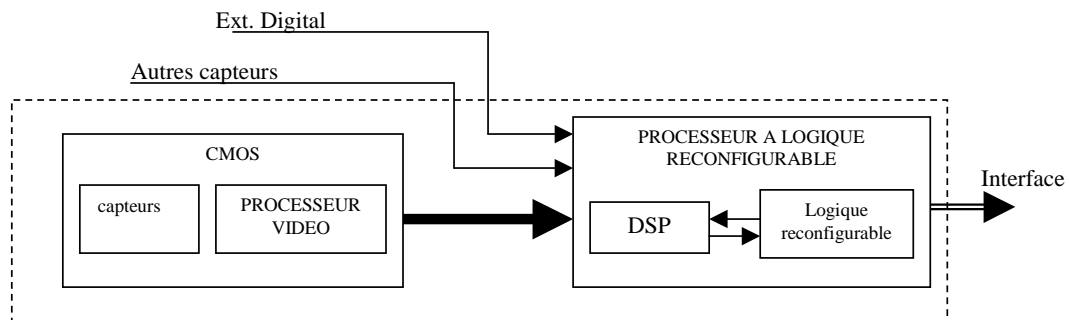 Ext. Digital
Autres capteurs
CMOS
capteurs
PROCESSEUR
VIDEO
PROCESSEUR A LOGIQUE
RECONFIGURABLE
DSP
Logique
reconfigurable
Interface